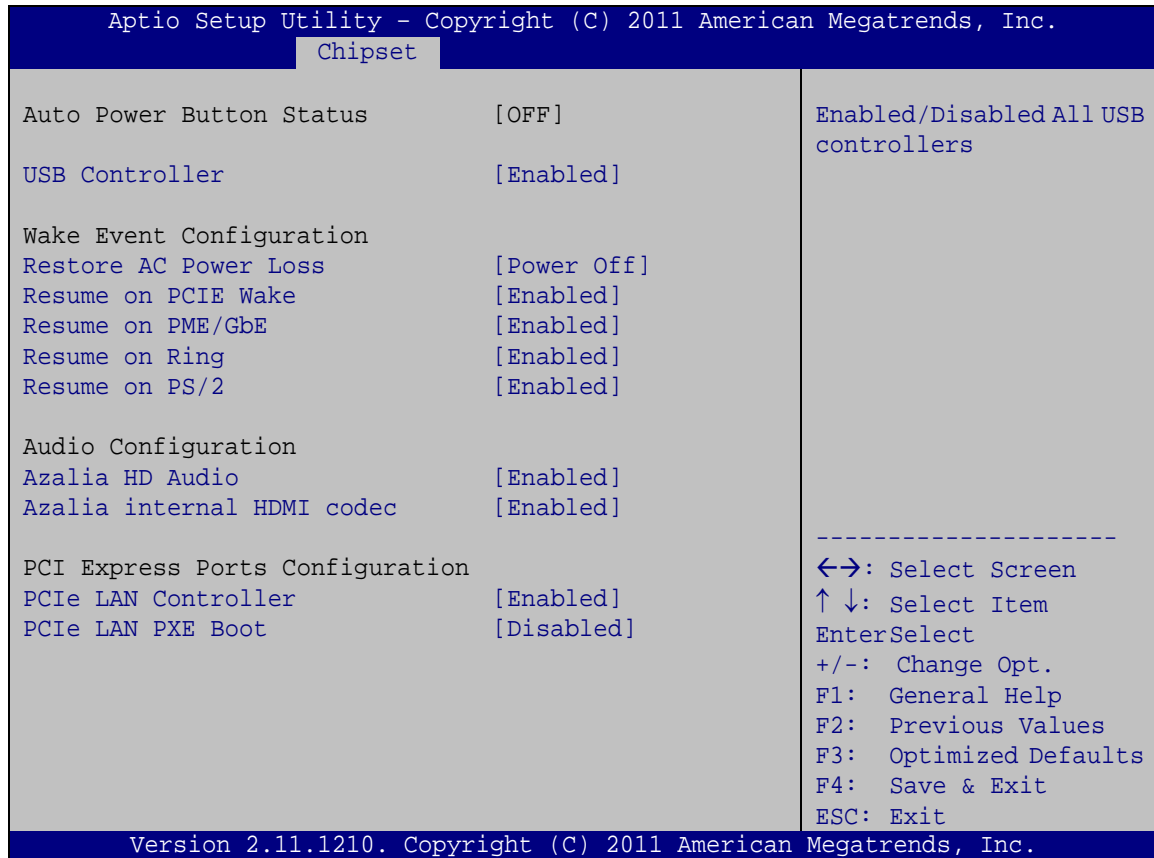 Aptio Setup Utility – Copyright (C) 2011 American Megatrends, Inc.
Chipset
Auto Power Button Status [OFF]
USB Controller [Enabled]
Wake Event Configuration
Restore AC Power Loss [Power Off]
Resume on PCIE Wake [Enabled]
Resume on PME/GbE [Enabled]
Resume on Ring [Enabled]
Resume on PS/2 [Enabled]
Audio Configuration
Azalia HD Audio [Enabled]
Azalia internal HDMI codec [Enabled]
PCI Express Ports Configuration
PCIe LAN Controller [Enabled]
PCIe LAN PXE Boot [Disabled]
Enabled/Disabled All USB
controllers
---------------------
←→: Select Screen
↑ ↓: Select Item
EnterSelect
+/-: Change Opt.
F1: General Help
F2: Previous Values
F3: Optimized Defaults
F4: Save & Exit
ESC: Exit
Version 2.11.1210. Copyright (C) 2011 American Megatrends, Inc.